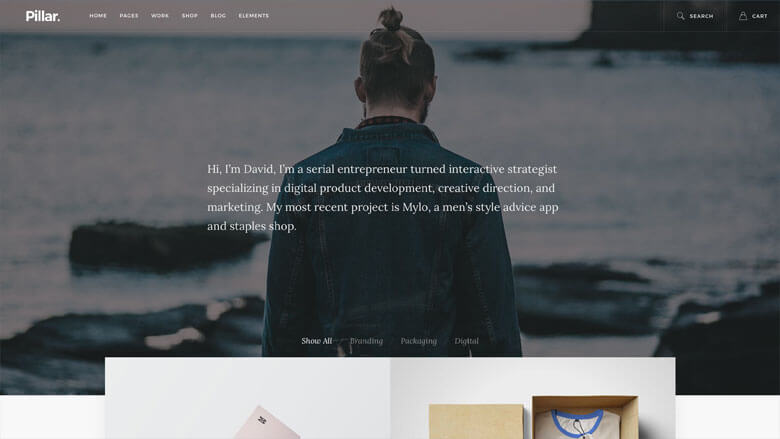 Pillar.
HOME PAGES WORK SHOP BLOG ELEMENTS
SEARCH
CART
Hi, I’m David, I’m a serial entrepreneur turned interactive strategist
specializing in digital product development, creative direction, and
marketing. My most recent project is Mylo, a men’s style advice app
and staples shop.
Show All / Branding / Packaging / Digital